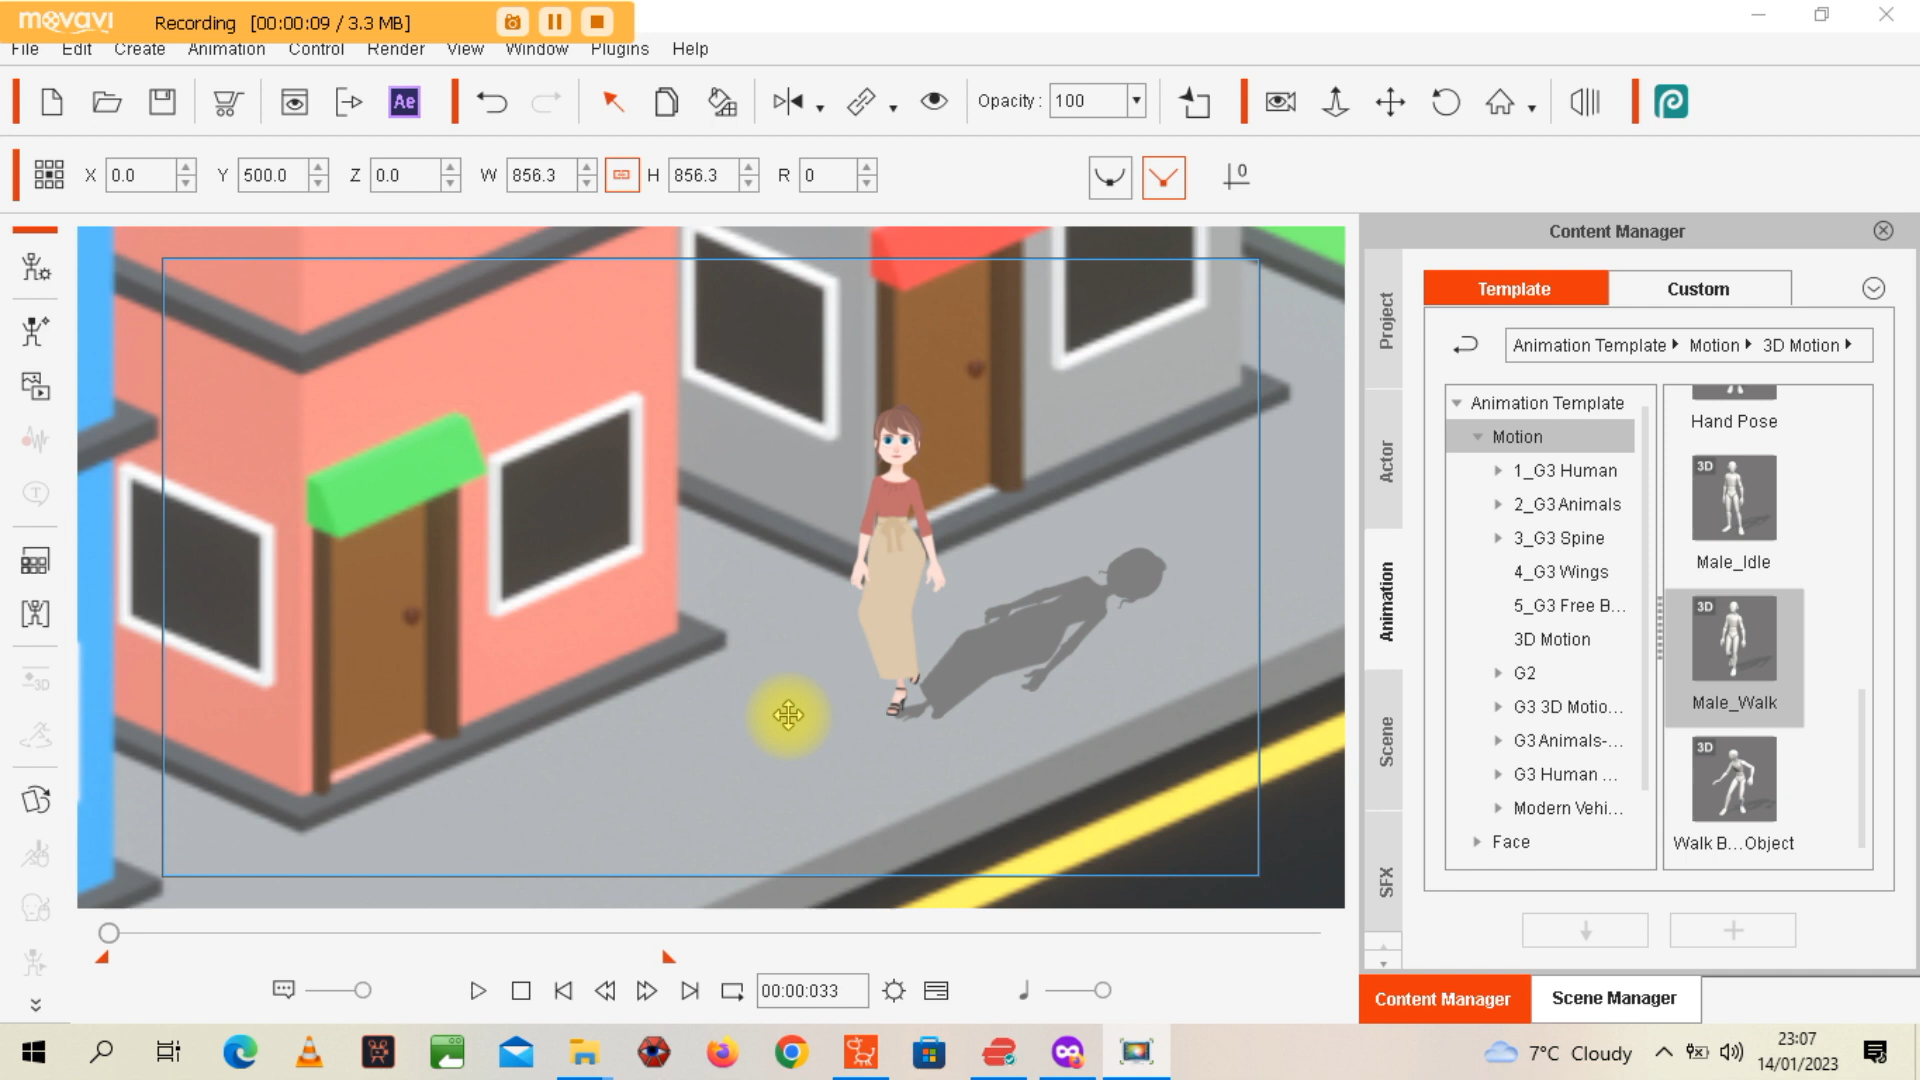 movavi
Recording [00:00:09 / 3.3 MB]
File Edit Create Animation Control Render View Window Plugins Help
Ae
Opacity : 100
X 0.0 Y 500.0 Z 0.0 W 856.3 H 856.3 R 0
0
Content Manager
Template Custom
Animation Template Motion 3D Motion
Project
Actor
Animation
Scene
SFX
Animation Template
Motion
1_G3 Human
2_G3 Animals
3_G3 Spine
4_G3 Wings
5_G3 Free B...
3D Motion
G2
G3 3D Motio...
G3 Animals-...
G3 Human ...
Modern Vehi...
Face
Hand Pose
3D
Male_Idle
3D
Male_Walk
3D
Walk B...Object
T
3D
00:00:033
Content Manager Scene Manager
7°C Cloudy
23:07
14/01/2023